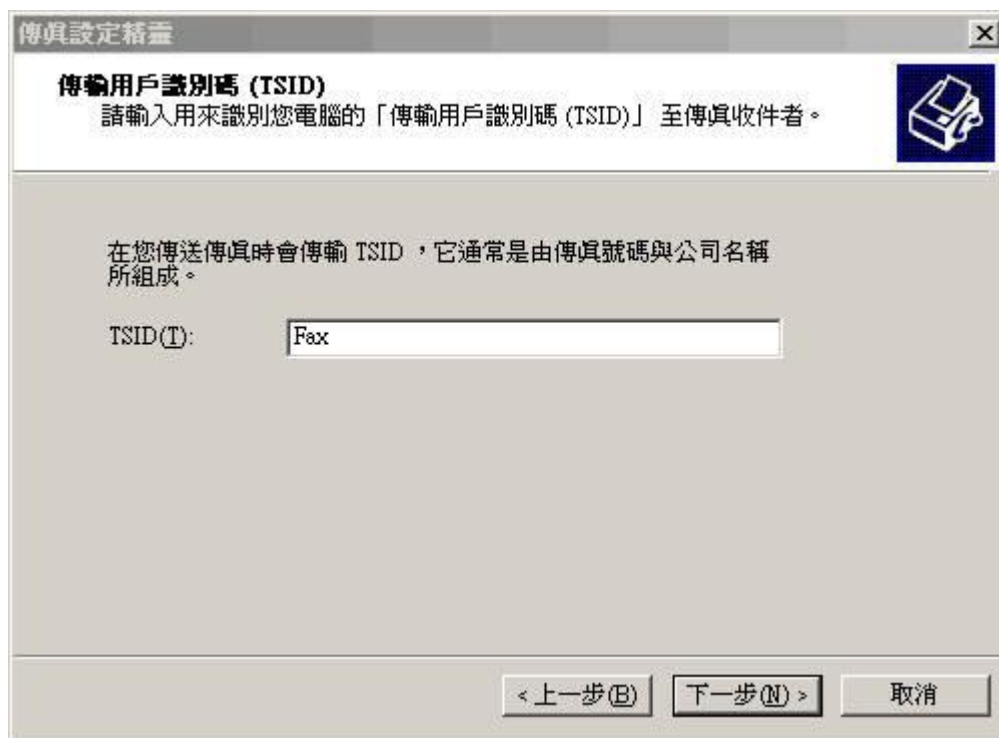 傳真設定精靈
傳輸用戶識別碼 (TSID)
請輸入用來識別您電腦的「傳輸用戶識別碼 (TSID)」 至傳真收件者。
在您傳送傳真時會傳輸 TSID ，它通常是由傳真號碼與公司名稱
所組成。
TSID(T): Fax
< 上一步(B) 下一步(N) > 取消